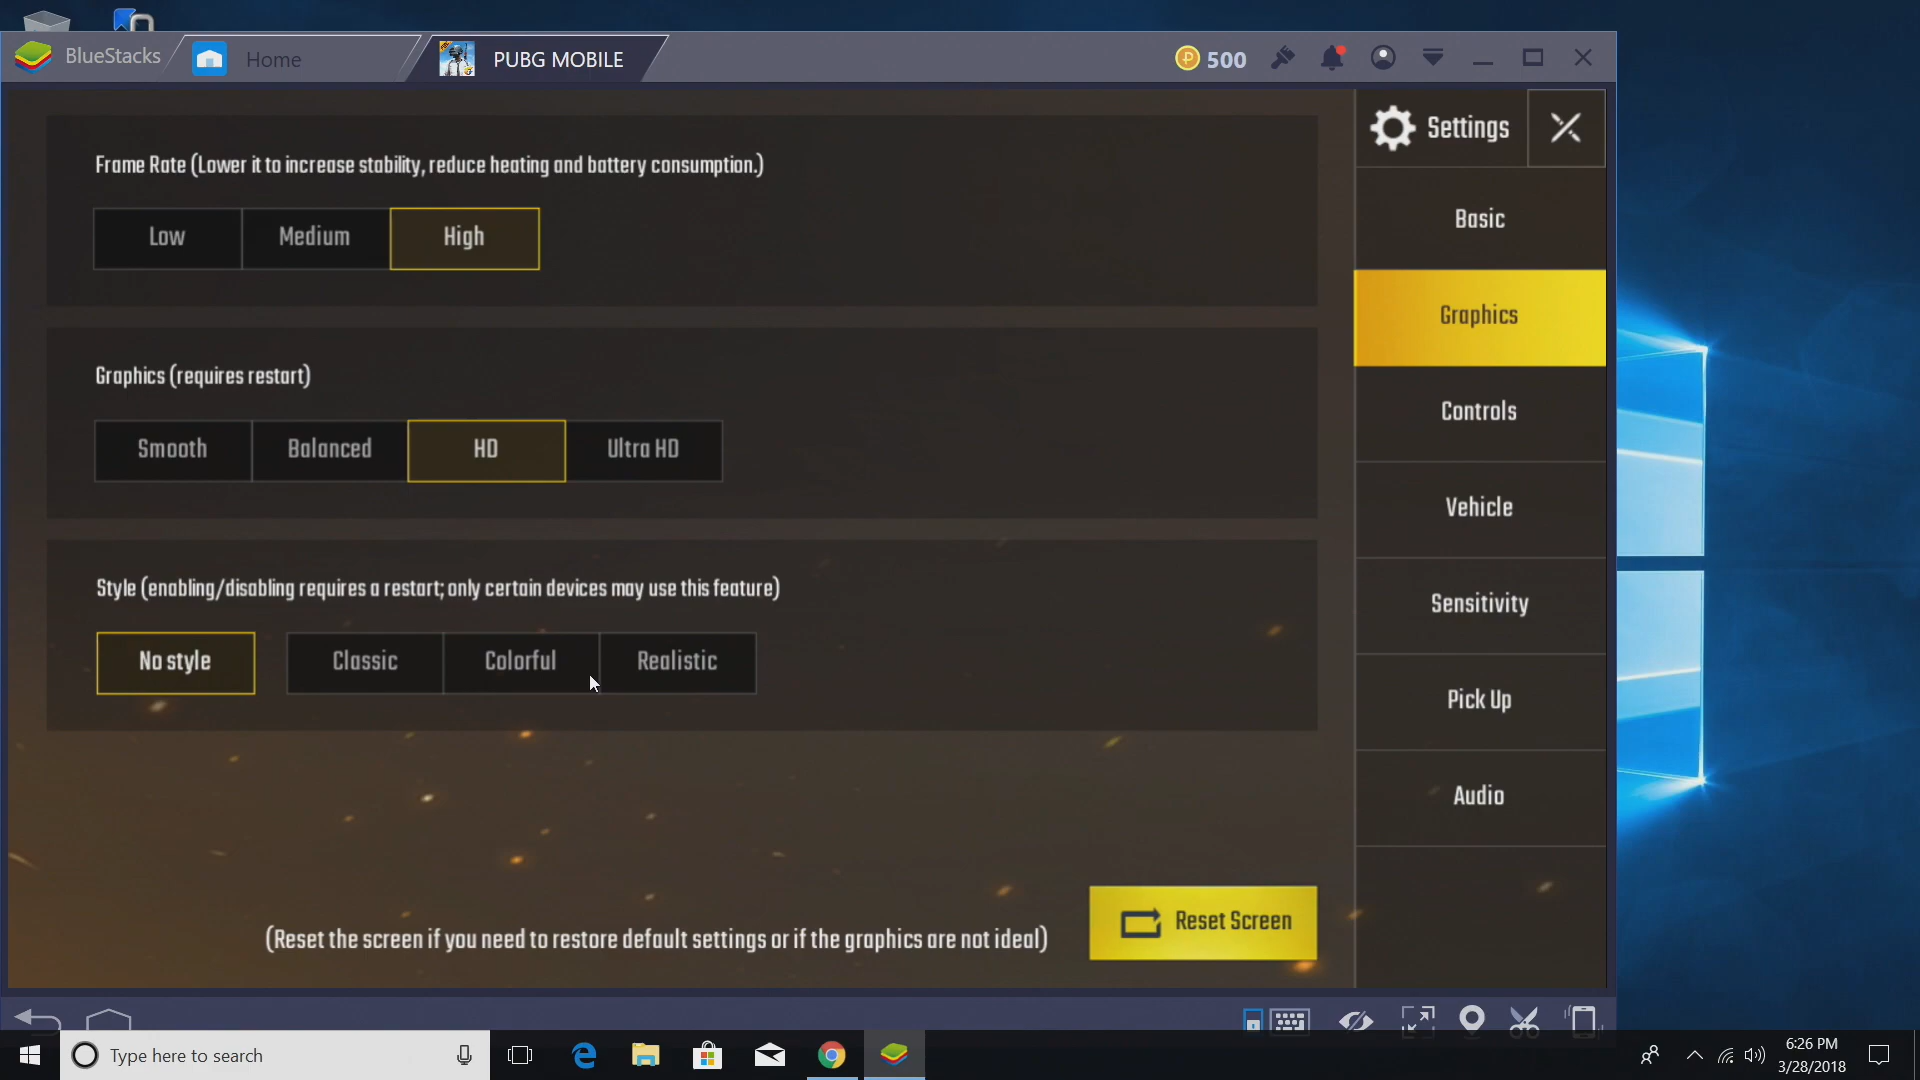 BlueStacks
Home
PUBG MOBILE
500
Settings
Frame Rate (Lower it to increase stability, reduce heating and battery consumption.)
Low
Medium
High
Graphics (requires restart)
Smooth
Balanced
HD
Ultra HD
Style (enabling/disabling requires a restart; only certain devices may use this feature)
No style
Classic
Colorful
Realistic
(Reset the screen if you need to restore default settings or if the graphics are not ideal)
Reset Screen
Basic
Graphics
Controls
Vehicle
Sensitivity
Pick Up
Audio
Type here to search
6:26 PM
3/28/2018